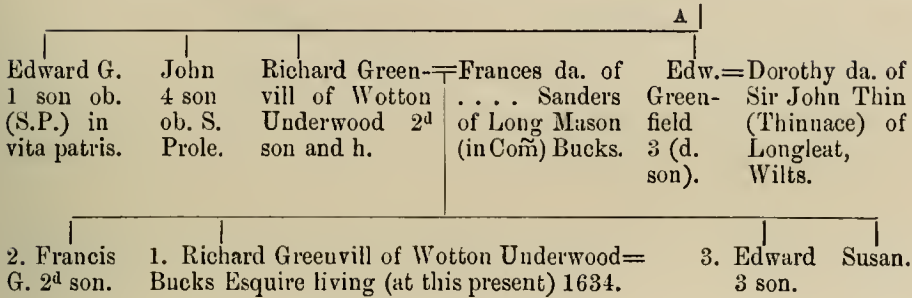 A
Edward G.
1 son ob.
(S.P.) in
vita patris.
John
4 son
ob. S.
Prole.
Richard Green-
vill of Wotton
Underwood 2d
son and h.
=Frances da. of
. . . . Sanders
of Long Mason
(in Com̃) Bucks.
Edw.
Green-
field
3 (d.
son).
=Dorothy da. of
Sir John Thin
(Thinnace) of
Longleat,
Wilts.
2. Francis
G. 2d son.
1. Richard Greenvill of Wotton Underwood=
Bucks Esquire living (at this present) 1634.
3. Edward
3 son.
Susan.